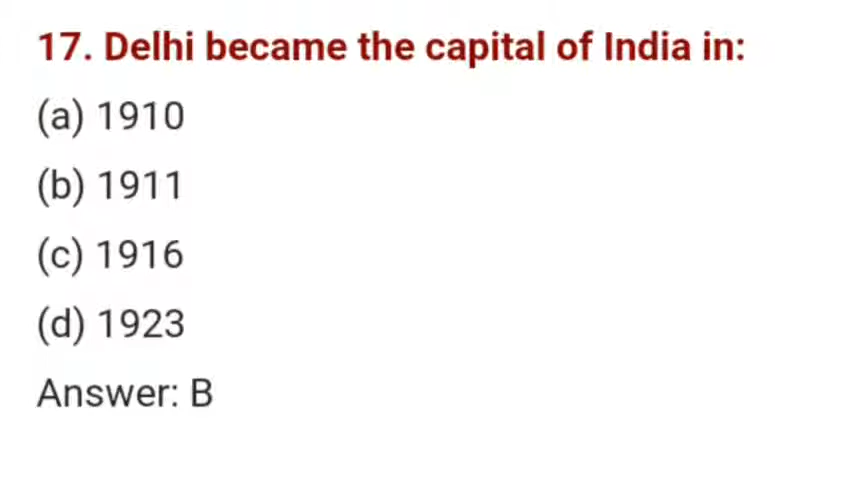 17. Delhi became the capital of India in:
(a) 1910
(b) 1911
(c) 1916
(d) 1923
Answer: B